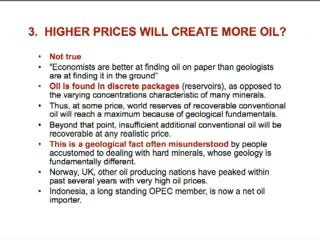 3. HIGHER PRICES WILL CREATE MORE OIL?
• Not true
• "Economists are better at finding oil on paper than geologists
are at finding it in the ground"
• Oil is found in discrete packages (reservoirs), as opposed to
the varying concentrations characteristic of many minerals.
• Thus, at some price, world reserves of recoverable conventional
oil will reach a maximum because of geological fundamentals.
• Beyond that point, insufficient additional conventional oil will be
recoverable at any realistic price.
• This is a geological fact often misunderstood by people
accustomed to dealing with hard minerals, whose geology is
fundamentally different.
• Norway, UK, other oil producing nations have peaked within
past several years with very high oil prices.
• Indonesia, a long standing OPEC member, is now a net oil
importer.